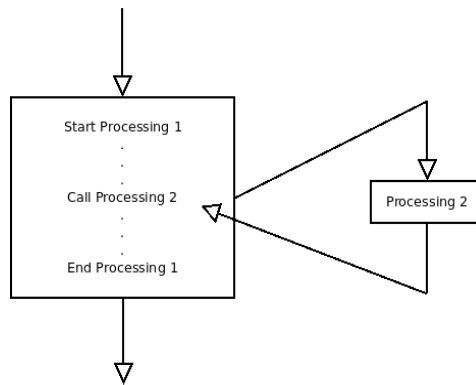 Start Processing 1
.
.
.
Call Processing 2
.
.
.
End Processing 1
Processing 2